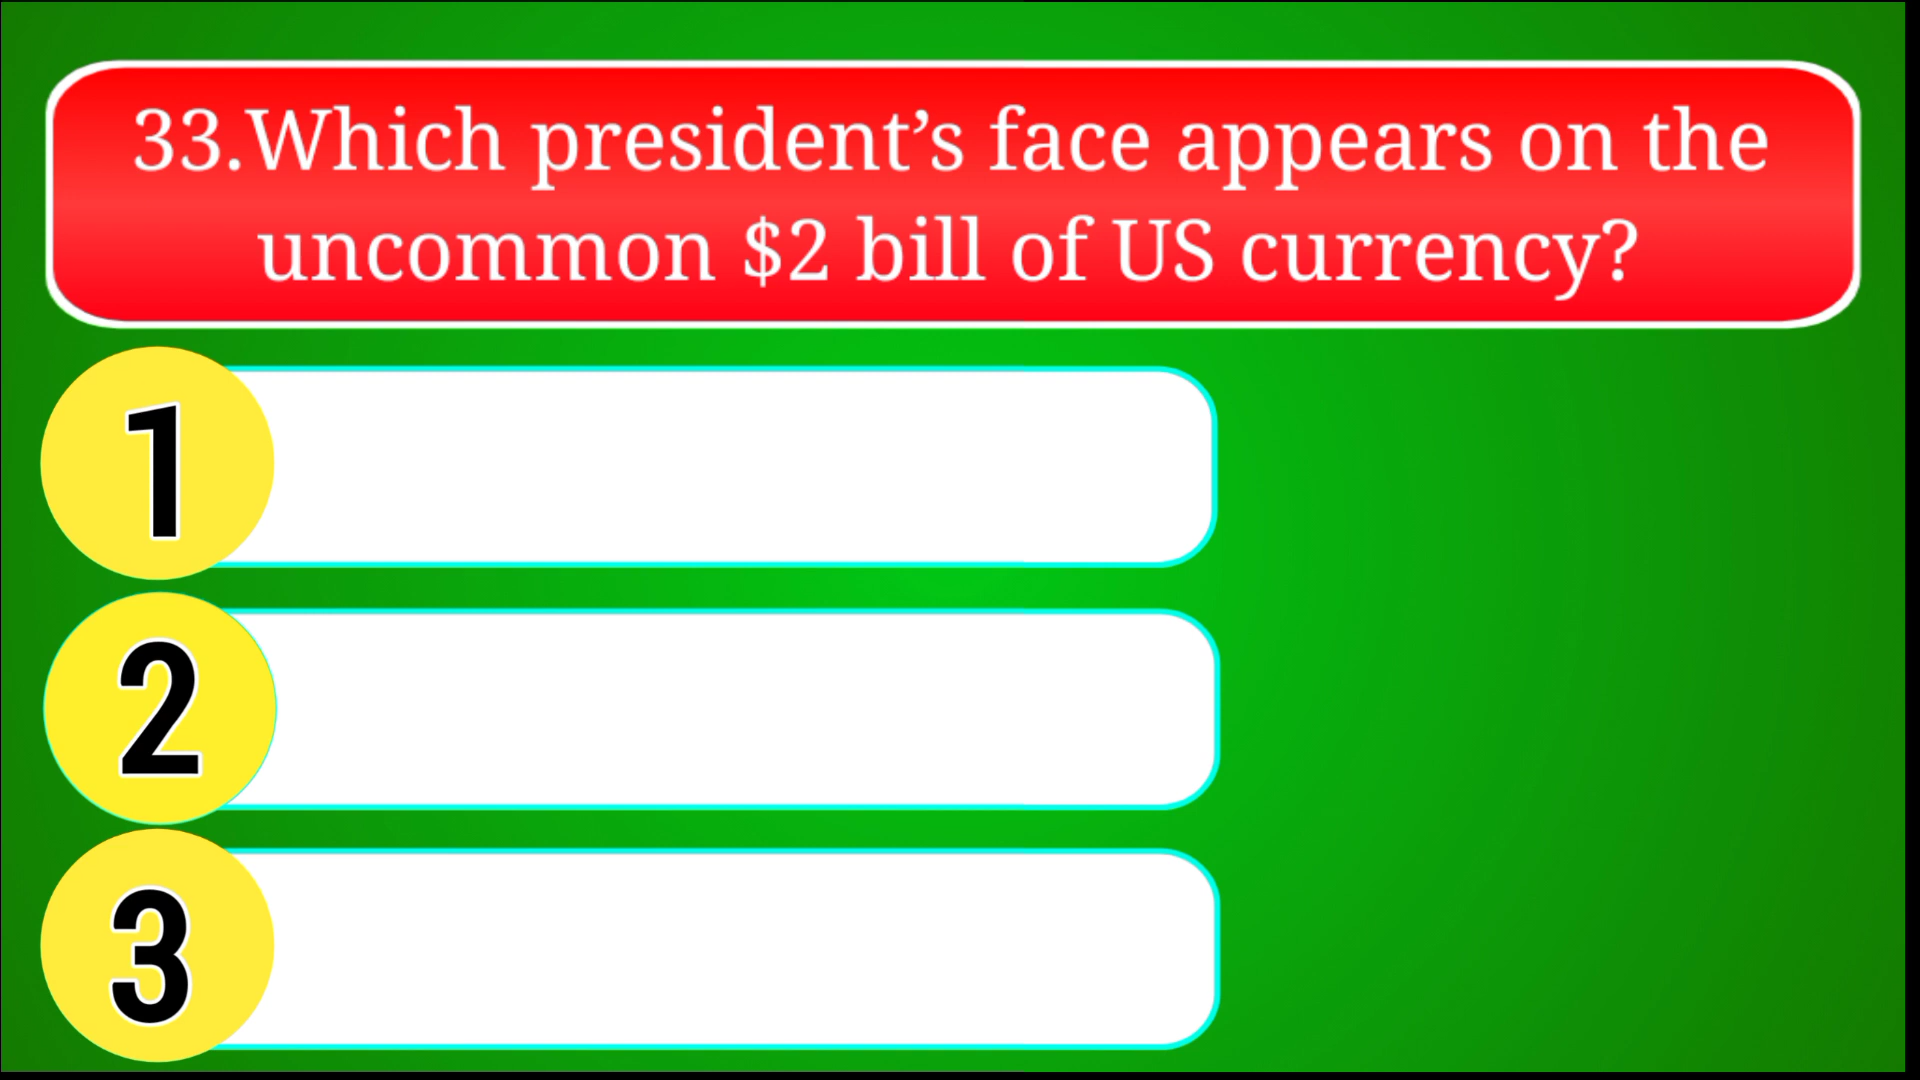 33.Which president’s face appears on the
uncommon $2 bill of US currency?
1
2
3